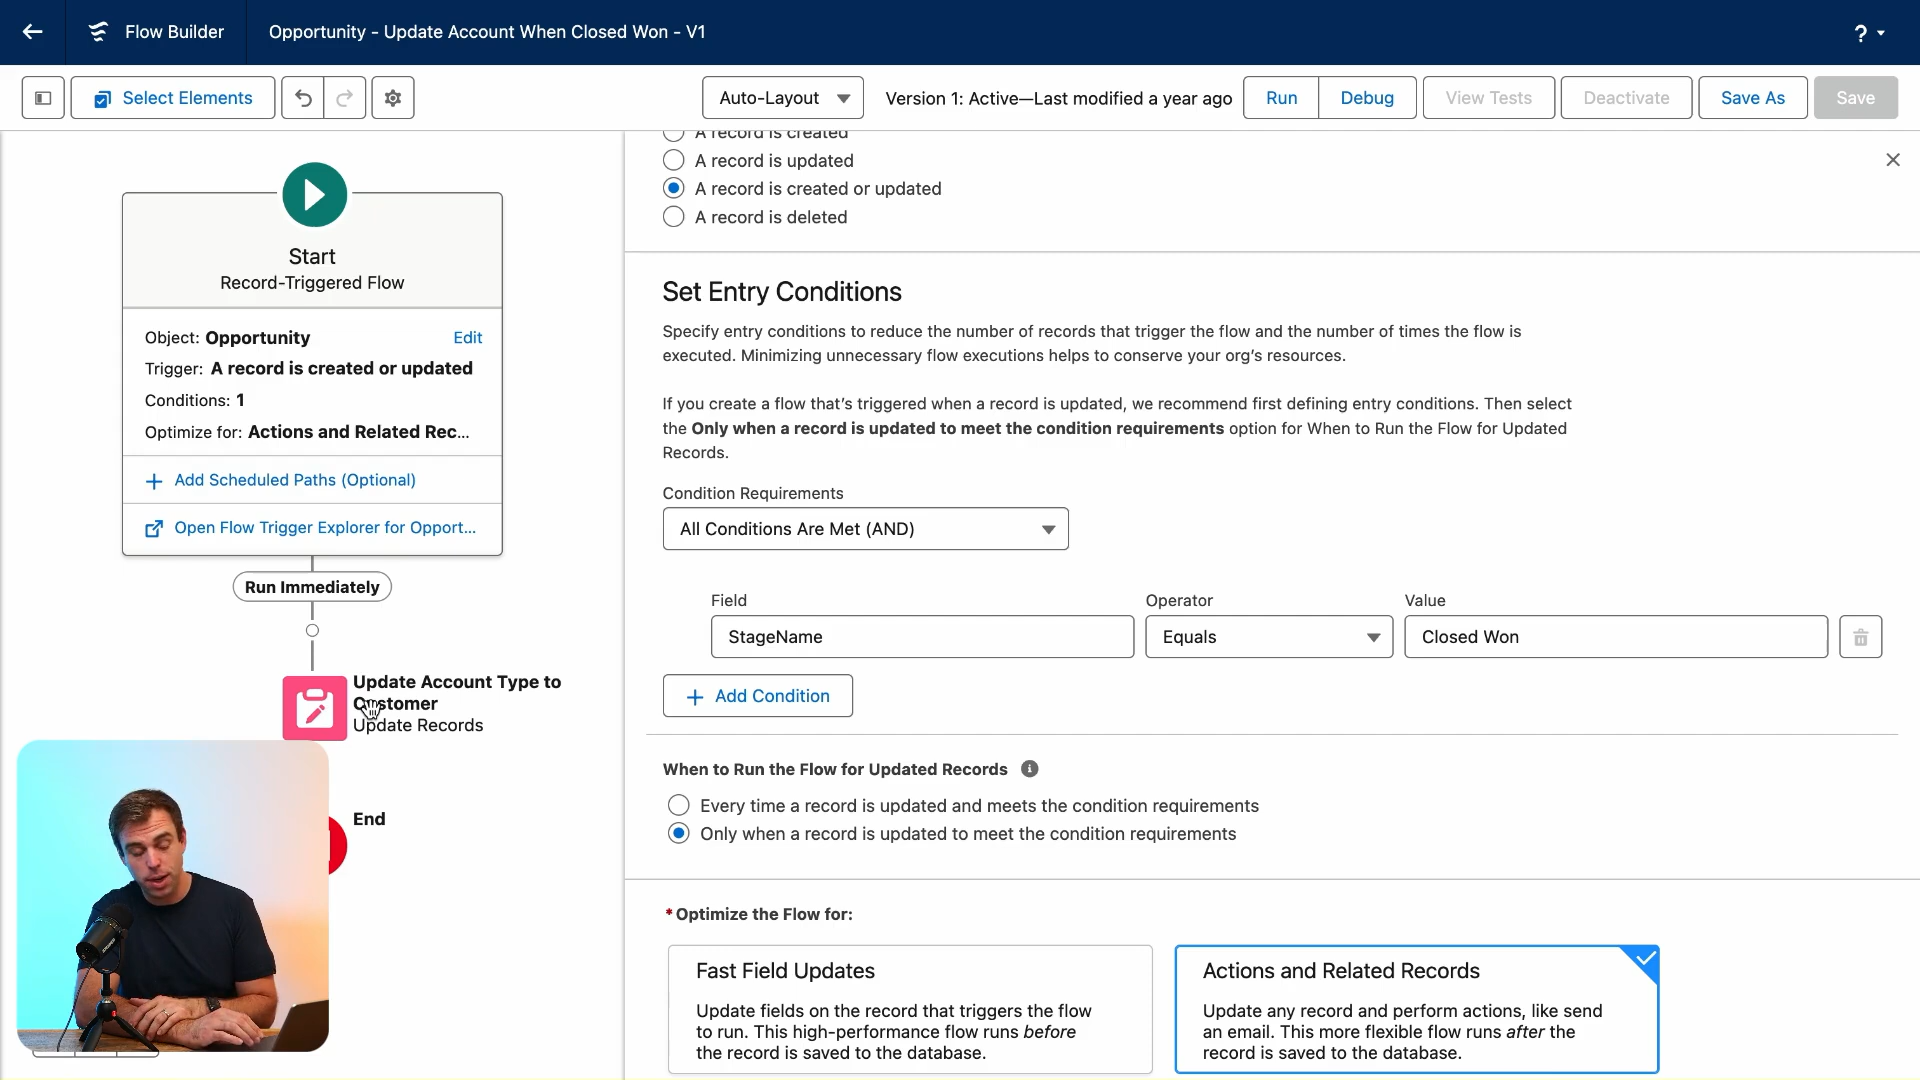 Flow Builder
Opportunity - Update Account When Closed Won - V1
?
Select Elements
Auto-Layout
Version 1: Active—Last modified a year ago
Run
Debug
View Tests
Deactivate
Save As
Save
Start
Record-Triggered Flow
Object: Opportunity
Edit
Trigger: A record is created or updated
Conditions: 1
Optimize for: Actions and Related Rec...
Add Scheduled Paths (Optional)
Open Flow Trigger Explorer for Opport...
Run Immediately
Update Account Type to
Customer
Update Records
End
A record is created
A record is updated
A record is created or updated
A record is deleted
Set Entry Conditions
Specify entry conditions to reduce the number of records that trigger the flow and the number of times the flow is
executed. Minimizing unnecessary flow executions helps to conserve your org's resources.
If you create a flow that's triggered when a record is updated, we recommend first defining entry conditions. Then select
the Only when a record is updated to meet the condition requirements option for When to Run the Flow for Updated
Records.
Condition Requirements
All Conditions Are Met (AND)
Field
Operator
Value
StageName
Equals
Closed Won
Add Condition
When to Run the Flow for Updated Records
Every time a record is updated and meets the condition requirements
Only when a record is updated to meet the condition requirements
*Optimize the Flow for:
Fast Field Updates
Update fields on the record that triggers the flow
to run. This high-performance flow runs before
the record is saved to the database.
Actions and Related Records
Update any record and perform actions, like send
an email. This more flexible flow runs after the
record is saved to the database.